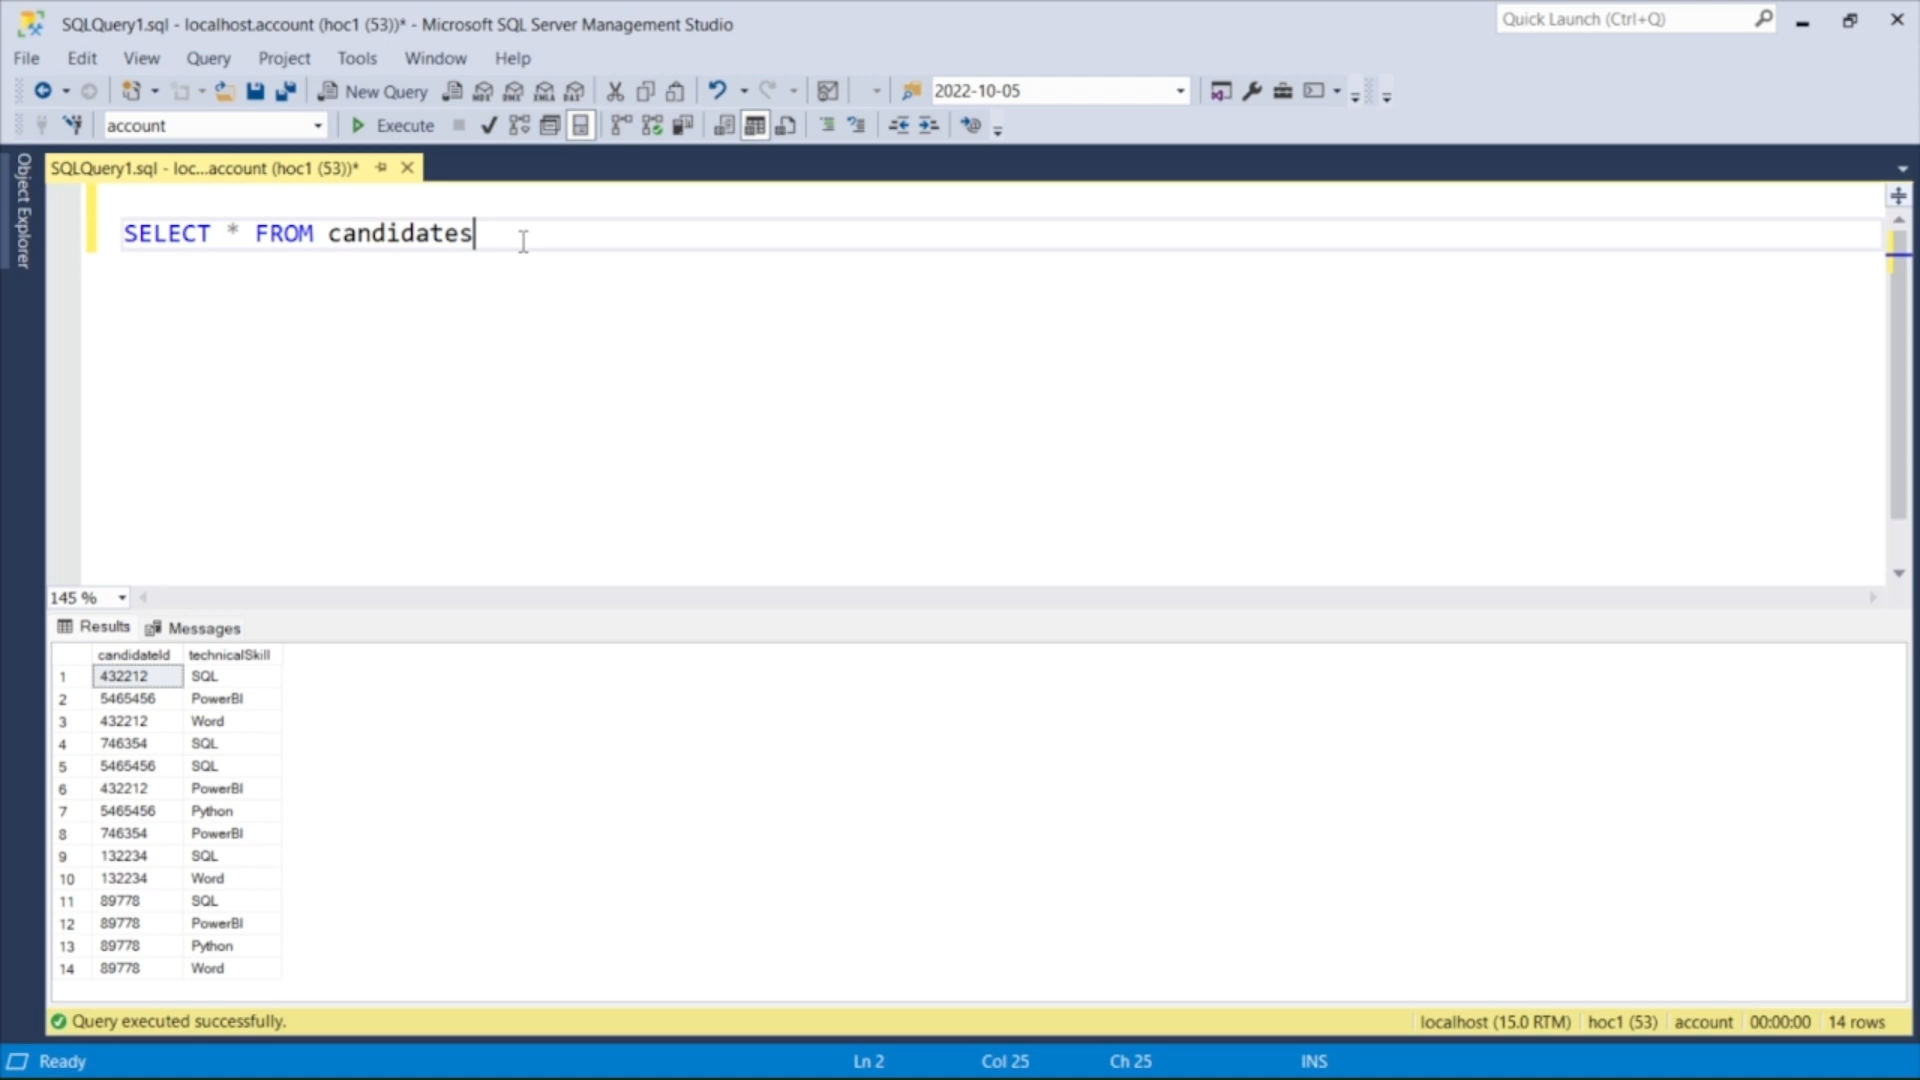 SQLQuery1.sql - localhost.account (hoc1 (53))* - Microsoft SQL Server Management Studio
Quick Launch (Ctrl+Q)
File Edit View Query Project Tools Window Help
New Query 2022-10-05
account Execute
Object Explorer
SQLQuery1.sql - loc...account (hoc1 (53))*
SELECT * FROM candidates
145 %
Results Messages
candidateId technicalSkill
1 432212 SQL
2 5465456 PowerBI
3 432212 Word
4 746354 SQL
5 5465456 SQL
6 432212 PowerBI
7 5465456 Python
8 746354 PowerBI
9 132234 SQL
10 132234 Word
11 89778 SQL
12 89778 PowerBI
13 89778 Python
14 89778 Word
Query executed successfully. localhost (15.0 RTM) hoc1 (53) account 00:00:00 14 rows
Ready Ln 2 Col 25 Ch 25 INS